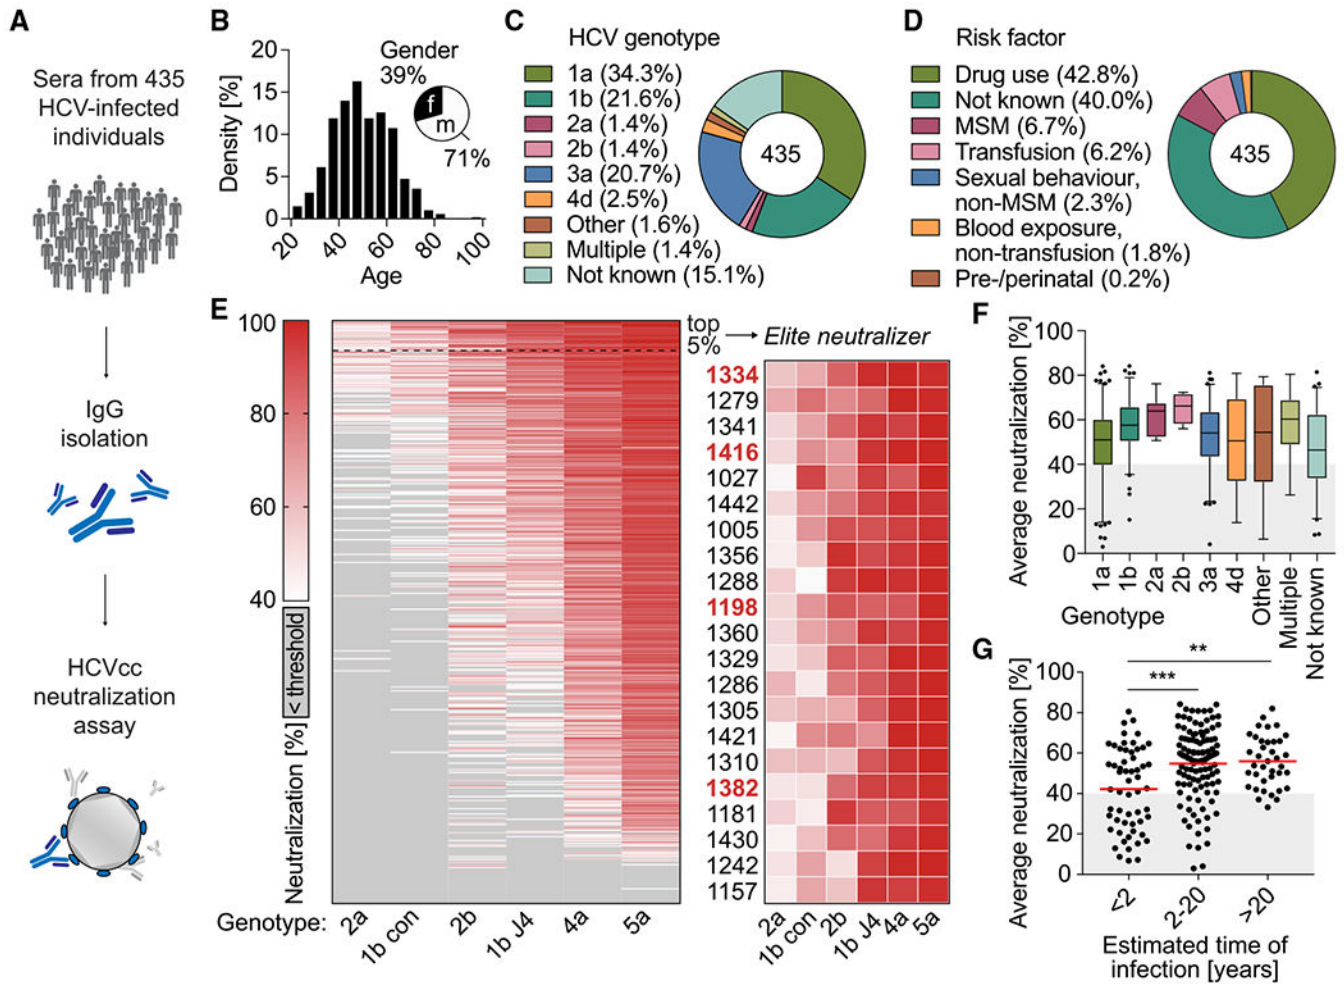 A
Sera from 435
HCV-infected
individuals
IgG
isolation
HCVcc
neutralization
assay
B
Density [%]
20
15
10
5
0
20
40
60
80
100
Age
Gender
39%
f
m
71%
C
HCV genotype
1a (34.3%)
1b (21.6%)
2a (1.4%)
2b (1.4%)
3a (20.7%)
4d (2.5%)
Other (1.6%)
Multiple (1.4%)
Not known (15.1%)
435
D
Risk factor
Drug use (42.8%)
Not known (40.0%)
MSM (6.7%)
Transfusion (6.2%)
Sexual behaviour,
non-MSM (2.3%)
Blood exposure,
non-transfusion (1.8%)
Pre-/perinatal (0.2%)
435
E
100
80
60
40
< threshold
Neutralization [%]
Genotype:
2a
1b con
2b
1b J4
4a
5a
top
5%
Elite neutralizer
1334
1279
1341
1416
1027
1442
1005
1356
1288
1198
1360
1329
1286
1305
1421
1310
1382
1181
1430
1242
1157
2a
1b con
2b
1b J4
4a
5a
F
Average neutralization [%]
100
80
60
40
20
0
1a
1b
2a
2b
3a
4d
Other
Multiple
Not known
Genotype
G
Average neutralization [%]
100
80
60
40
20
0
**
***
<2
2-20
>20
Estimated time of
infection [years]